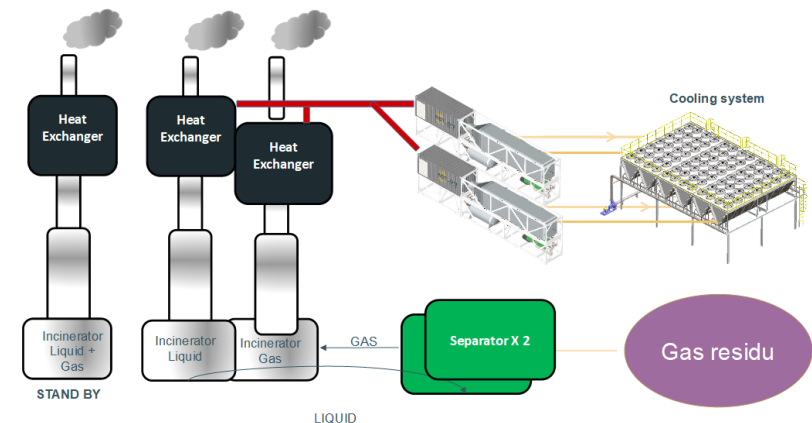 Cooling system
Heat
Exchanger
Heat
Exchanger
Heat
Exchanger
Incinerator
Liquid +
Gas
Incinerator
Liquid
Incinerator
Gas
GAS
Separator X 2
Gas residu
STAND BY
LIQUID